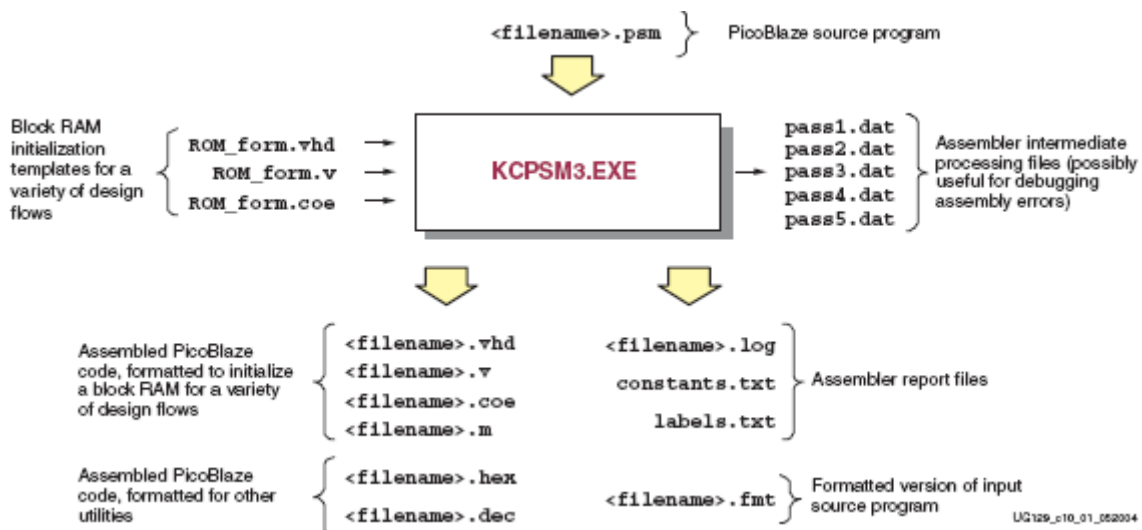 <filename>.psm
PicoBlaze source program
Block RAM
initialization
templates for a
variety of design
flows
ROM_form.vhd
ROM_form.v
ROM_form.coe
KCPSM3.EXE
pass1.dat
pass2.dat
pass3.dat
pass4.dat
pass5.dat
Assembler intermediate
processing files (possibly
useful for debugging
assembly errors)
Assembled PicoBlaze
code, formatted to initialize
a block RAM for a variety
of design flows
<filename>.vhd
<filename>.v
<filename>.coe
<filename>.m
<filename>.log
constants.txt
labels.txt
Assembler report files
Assembled PicoBlaze
code, formatted for other
utilities
<filename>.hex
<filename>.dec
<filename>.fmt
Formatted version of input
source program
UG129_c10_01_052004